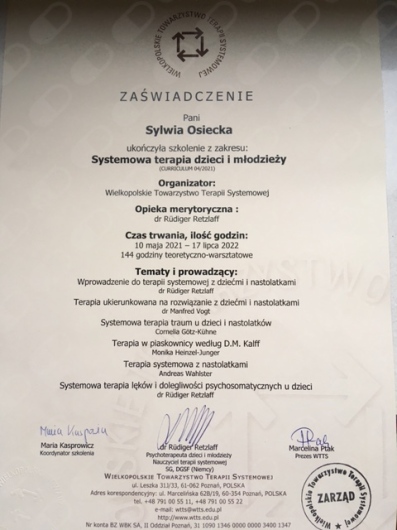 WIELKOPOLSKIE TOWARZYSTWO TERAPII SYSTEMOWEJ
ZAŚWIADCZENIE
Pani
Sylwia Osiecka
ukończyła szkolenie z zakresu:
Systemowa terapia dzieci i młodzieży
(CURRICULUM 04/2021)
Organizator:
Wielkopolskie Towarzystwo Terapii Systemowej
Opieka merytoryczna :
dr Rüdiger Retzlaff
Czas trwania, ilość godzin:
10 maja 2021 – 17 lipca 2022
144 godziny teoretyczno-warsztatowe
Tematy i prowadzący:
Wprowadzenie do terapii systemowej z dziećmi i nastolatkami
dr Rüdiger Retzlaff
Terapia ukierunkowana na rozwiązanie z dziećmi i nastolatkami
dr Manfred Vogt
Systemowa terapia traum u dzieci i nastolatków
Cornelia Götz-Kühne
Terapia w piaskownicy według D.M. Kalff
Monika Heinzel-Junger
Terapia systemowa z nastolatkami
Andreas Wahlster
Systemowa terapia lęków i dolegliwości psychosomatycznych u dzieci
dr Rüdiger Retzlaff
Maria Kasprowicz
Koordynator szkolenia
dr Rüdiger Retzlaff
Psychoterapeuta dzieci i młodzieży
Nauczyciel terapii systemowej
SG, DGSF (Niemcy)
Marcelina Ptak
Prezes WTTS
WIELKOPOLSKIE TOWARZYSTWO TERAPII SYSTEMOWEJ
ul. Leszka 311/33, 61-062 Poznań, POLSKA
Adres korespondencyjny: ul. Marcelińska 62B/19, 60-354 Poznań, POLSKA
tel. +48 791 00 55 11, +48 791 00 55 22
e-mail: wtts@wtts.edu.pl
http://www.wtts.edu.pl
Nr konta BZ WBK SA, II Oddział Poznań, 31 1090 1346 0000 0000 3400 1347
Wielkopolskie Towarzystwo Terapii Systemowej
ZARZĄD